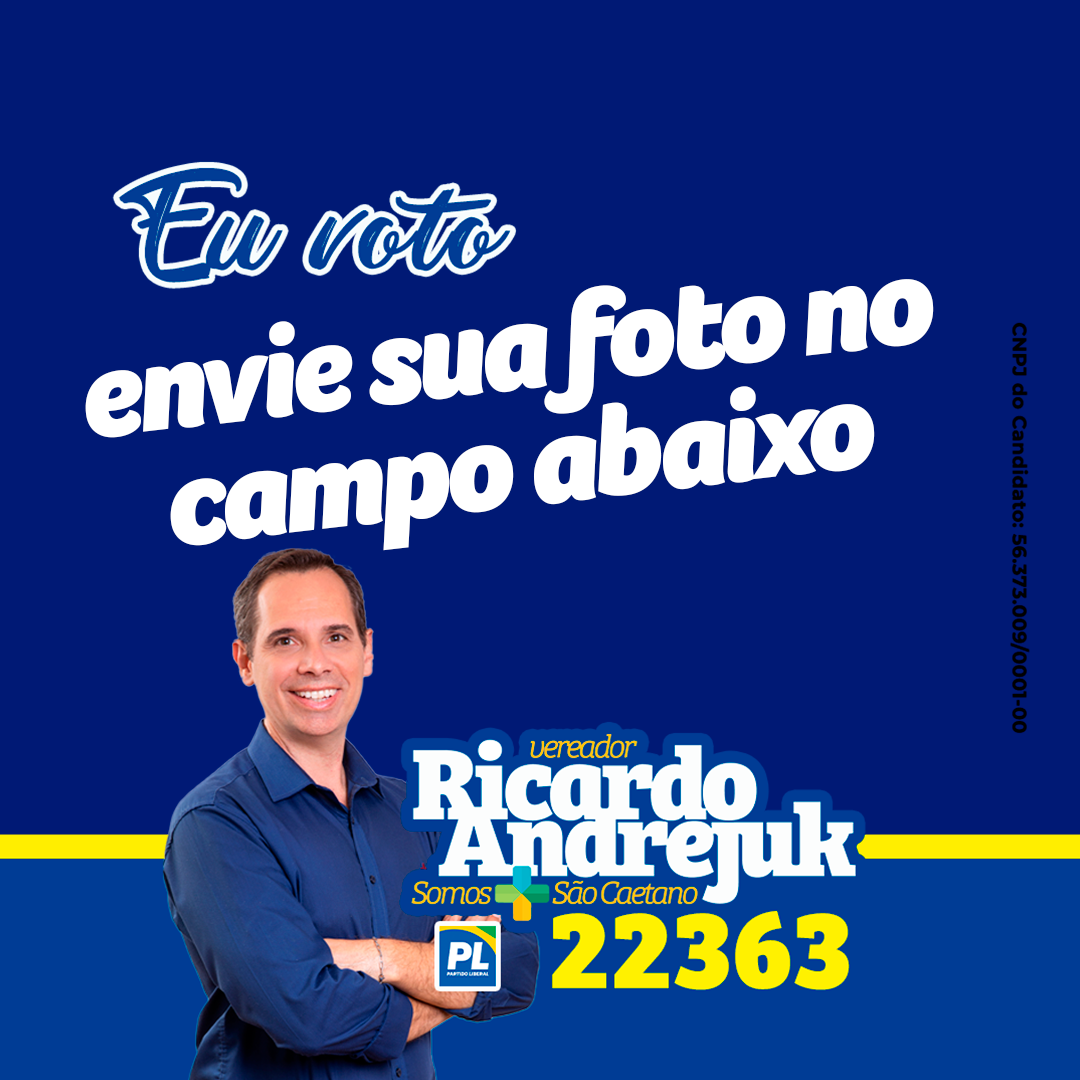 Eu voto
envie sua foto no
campo abaixo
CNPJ do Candidato: 56.373.009/0001-00
vereador
Ricardo
Andrejuk
Somos + São Caetano
PL
PARTIDO LIBERAL
22363